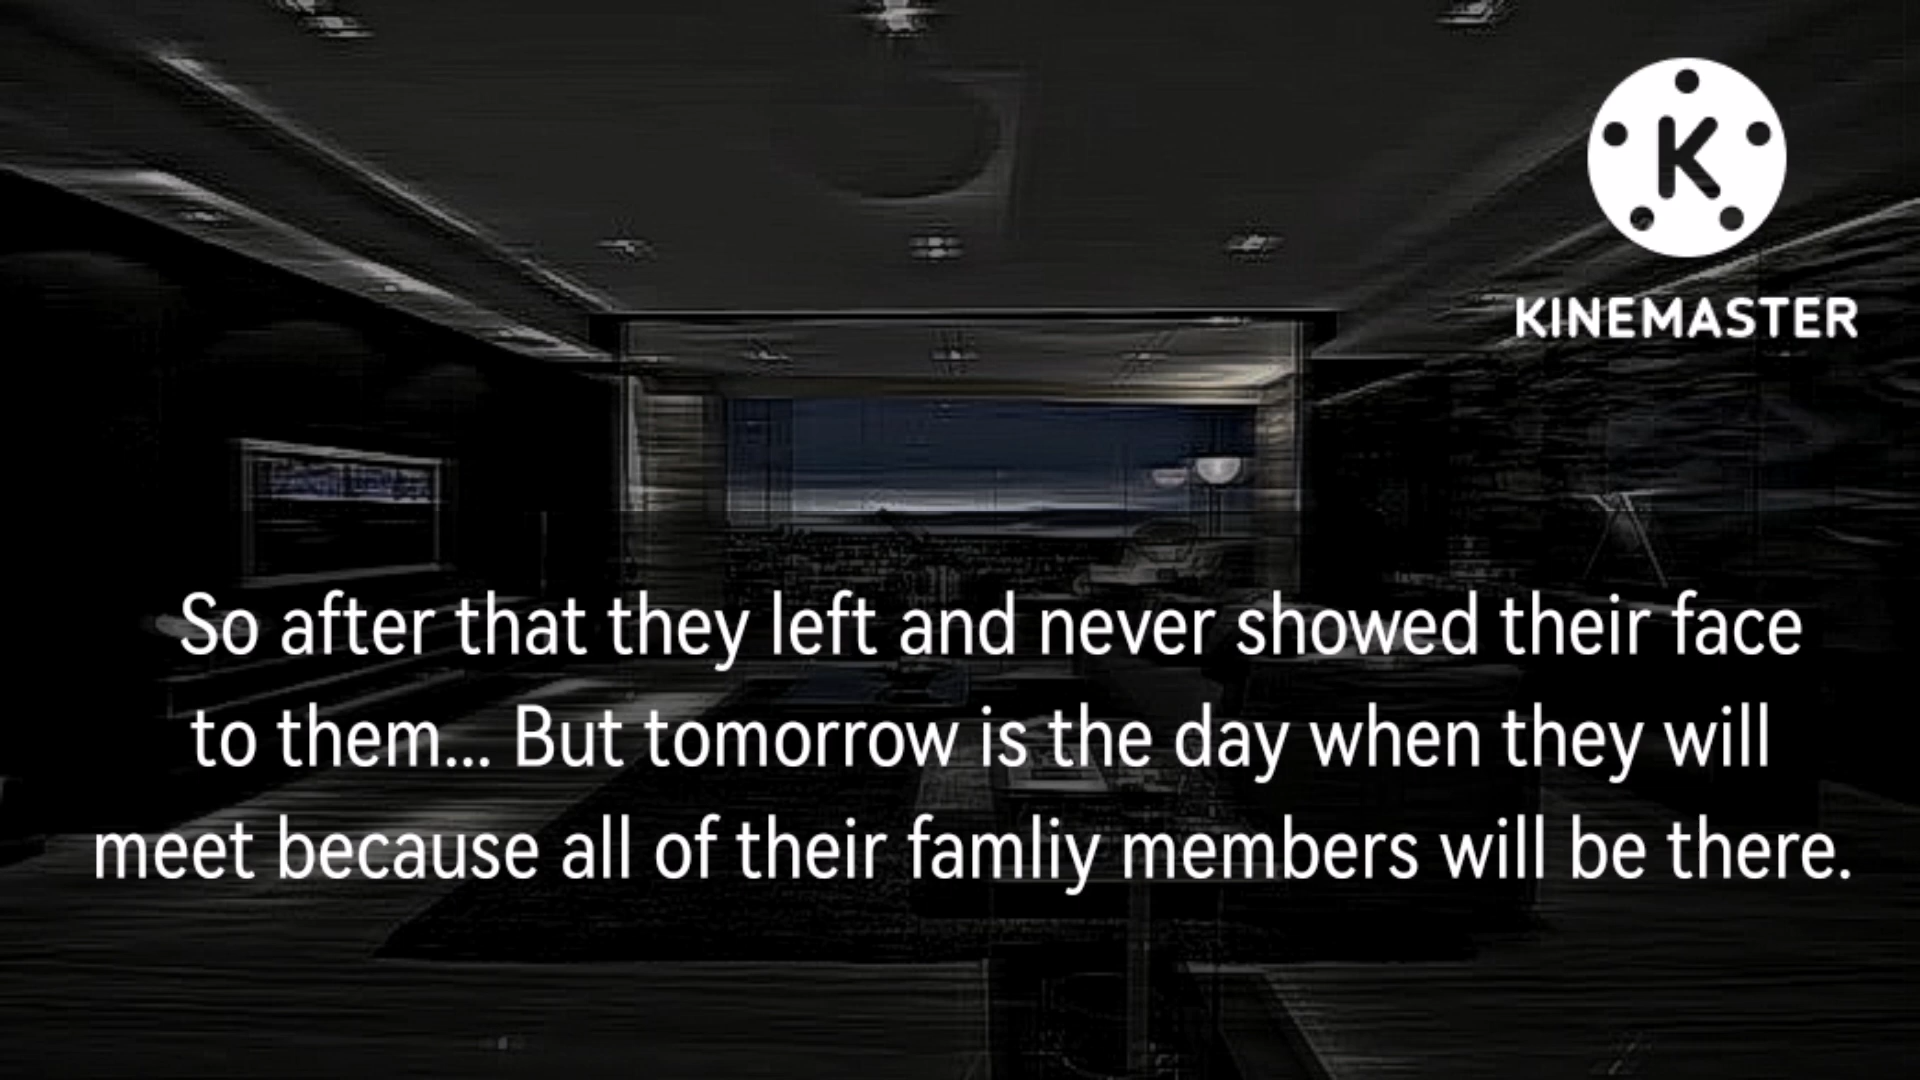 K
KINEMASTER
So after that they left and never showed their face
to them... But tomorrow is the day when they will
meet because all of their famliy members will be there.